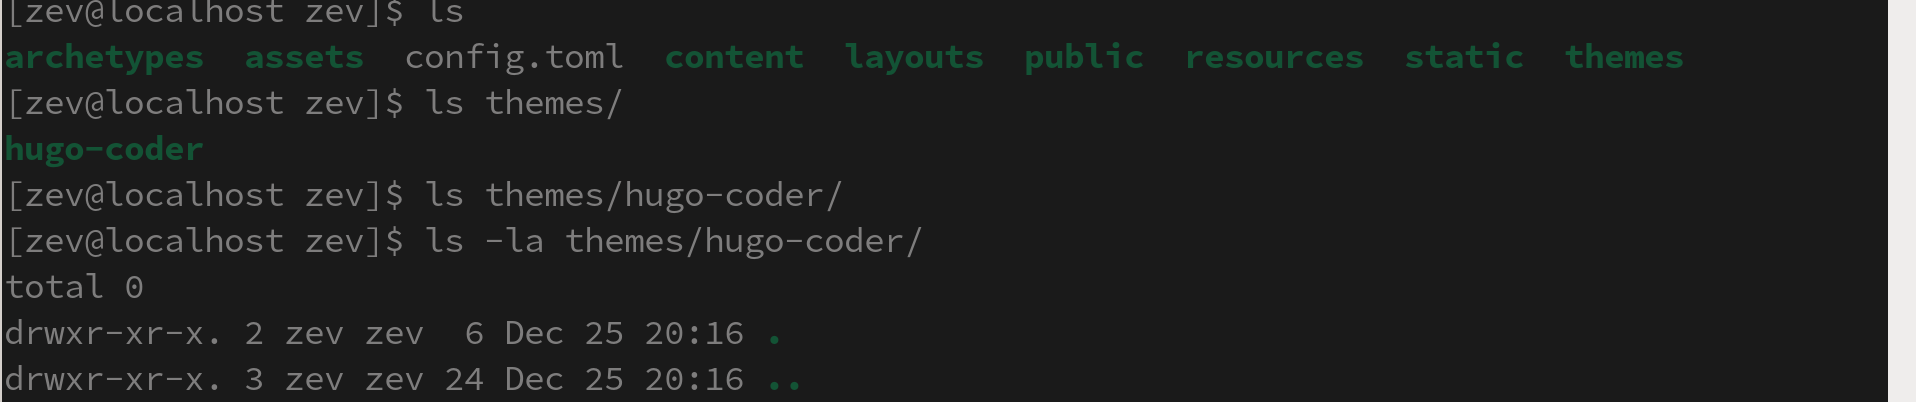 [zev@localhost zev]$ ls
archetypes  assets  config.toml  content  layouts  public  resources  static  themes
[zev@localhost zev]$ ls themes/
hugo-coder
[zev@localhost zev]$ ls themes/hugo-coder/
[zev@localhost zev]$ ls -la themes/hugo-coder/
total 0
drwxr-xr-x. 2 zev zev  6 Dec 25 20:16 .
drwxr-xr-x. 3 zev zev 24 Dec 25 20:16 ..